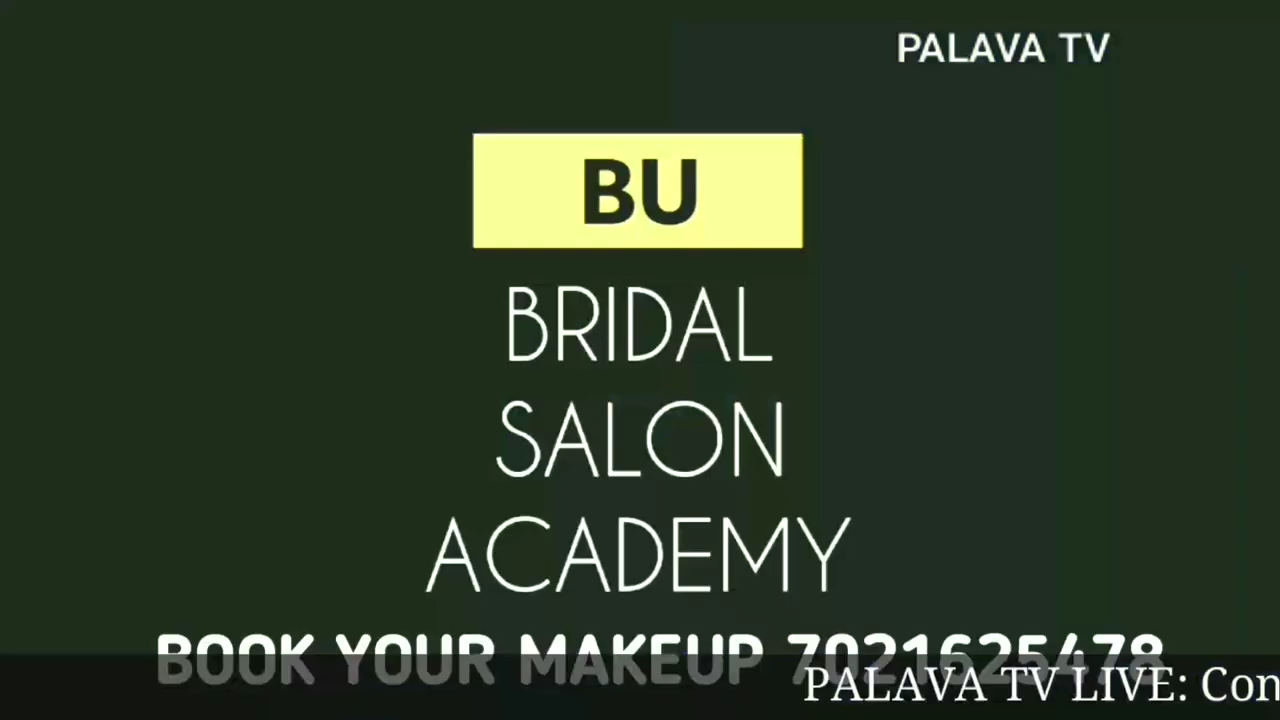 PALAVA TV
BU
BRIDAL
SALON
ACADEMY
BOOK YOUR MAKEUP 7021625478
PALAVA TV LIVE: Con